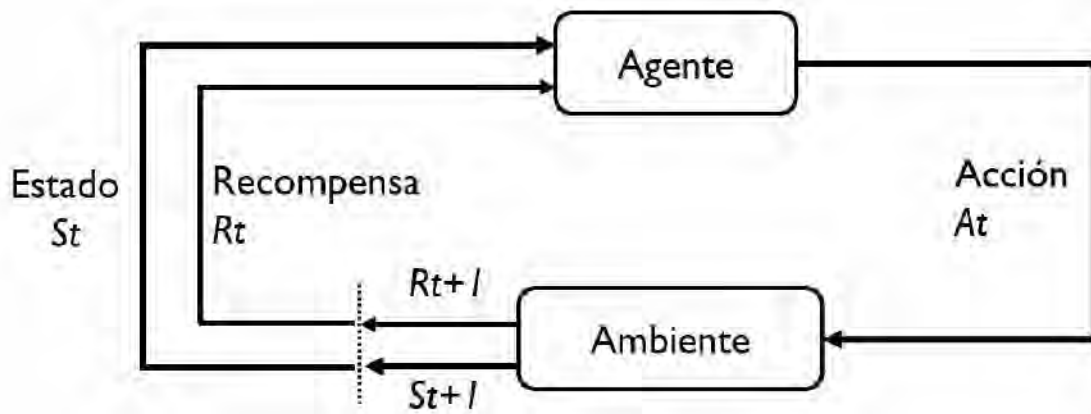 Agente
Estado
St
Recompensa
Rt
Acción
At
Rt+1
Ambiente
St+1